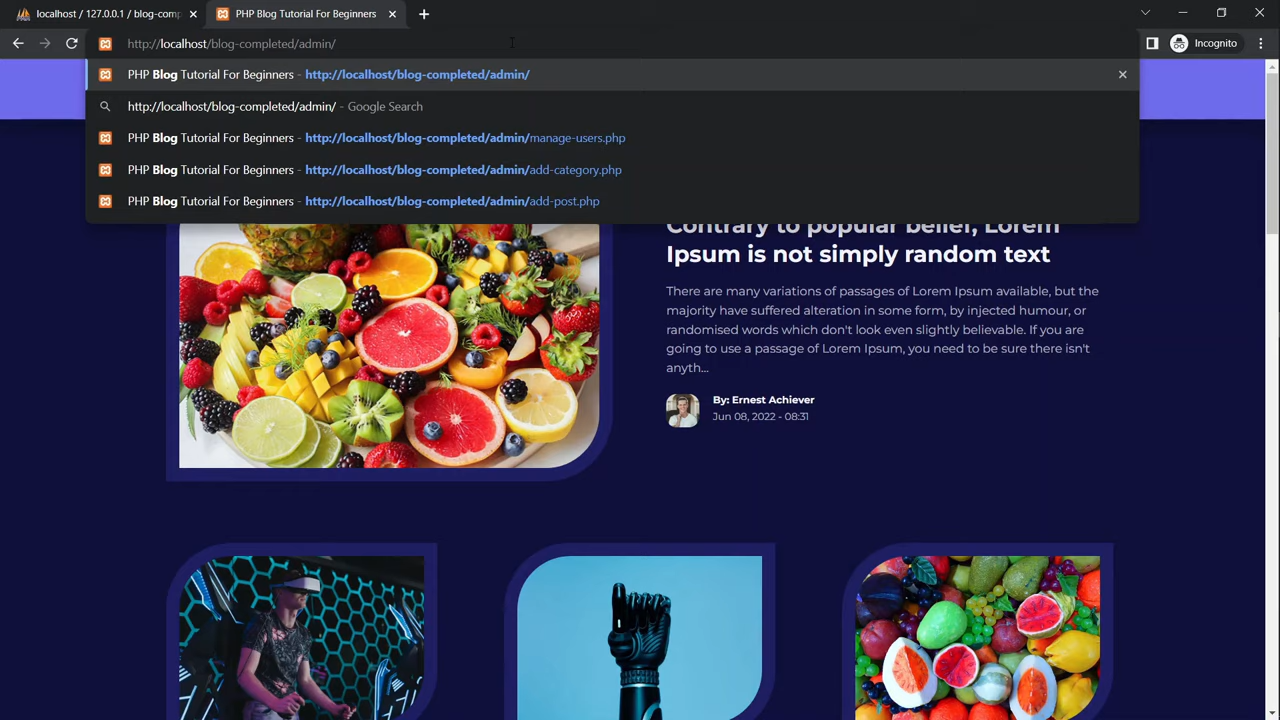 localhost / 127.0.0.1 / blog-comp
PHP Blog Tutorial For Beginners
Incognito
http://localhost/blog-completed/admin/
PHP Blog Tutorial For Beginners - http://localhost/blog-completed/admin/
http://localhost/blog-completed/admin/ - Google Search
PHP Blog Tutorial For Beginners - http://localhost/blog-completed/admin/manage-users.php
PHP Blog Tutorial For Beginners - http://localhost/blog-completed/admin/add-category.php
PHP Blog Tutorial For Beginners - http://localhost/blog-completed/admin/add-post.php
Contrary to popular belief, Lorem
Ipsum is not simply random text
There are many variations of passages of Lorem Ipsum available, but the
majority have suffered alteration in some form, by injected humour, or
randomised words which don't look even slightly believable. If you are
going to use a passage of Lorem Ipsum, you need to be sure there isn't
anyth...
By: Ernest Achiever
Jun 08, 2022 - 08:31